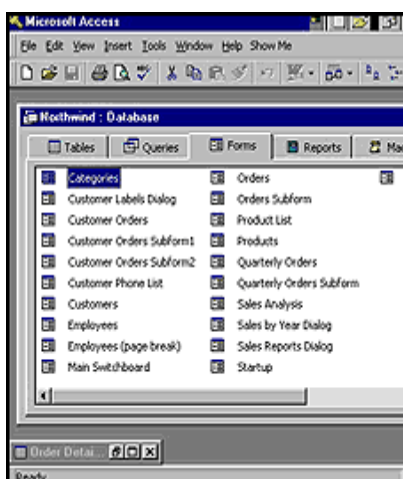 Microsoft Access
File Edit View Insert Tools Window Help Show Me
Northwind : Database
Tables Queries Forms Reports Ma
Categories Orders
Customer Labels Dialog Orders Subform
Customer Orders Product List
Customer Orders Subform1 Products
Customer Orders Subform2 Quarterly Orders
Customer Phone List Quarterly Orders Subform
Customers Sales Analysis
Employees Sales by Year Dialog
Employees (page break) Sales Reports Dialog
Main Switchboard Startup
Order Detai...
Ready